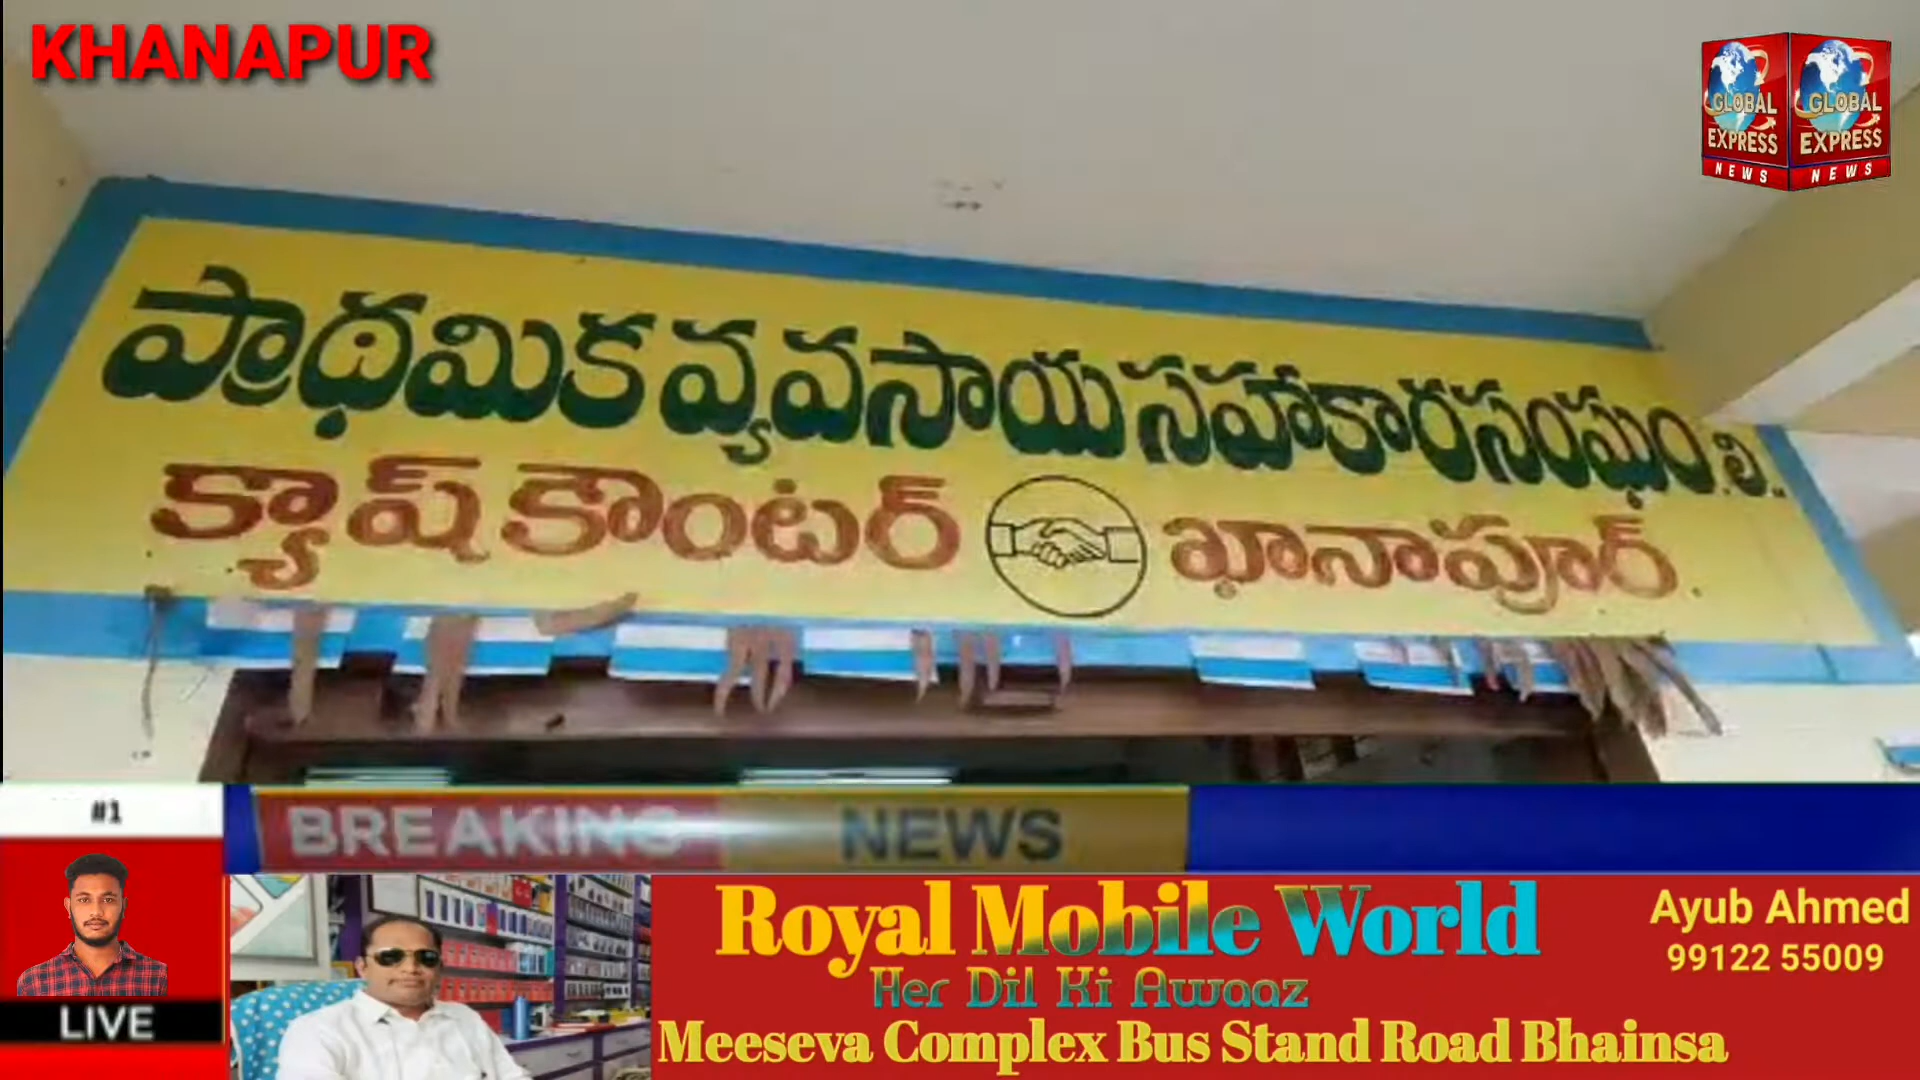 KHANAPUR
GLOBAL EXPRESS NEWS
GLOBAL EXPRESS NEWS
ప్రాథమిక వ్యవసాయ సహాకార సంఘం.లి..
క్యాష్ కౌంటర్ ఖానాపూర్.
#1
BREAKING NEWS
LIVE
Royal Mobile World
Her Dil Ki Awaaz
Meeseva Complex Bus Stand Road Bhainsa
Ayub Ahmed
99122 55009